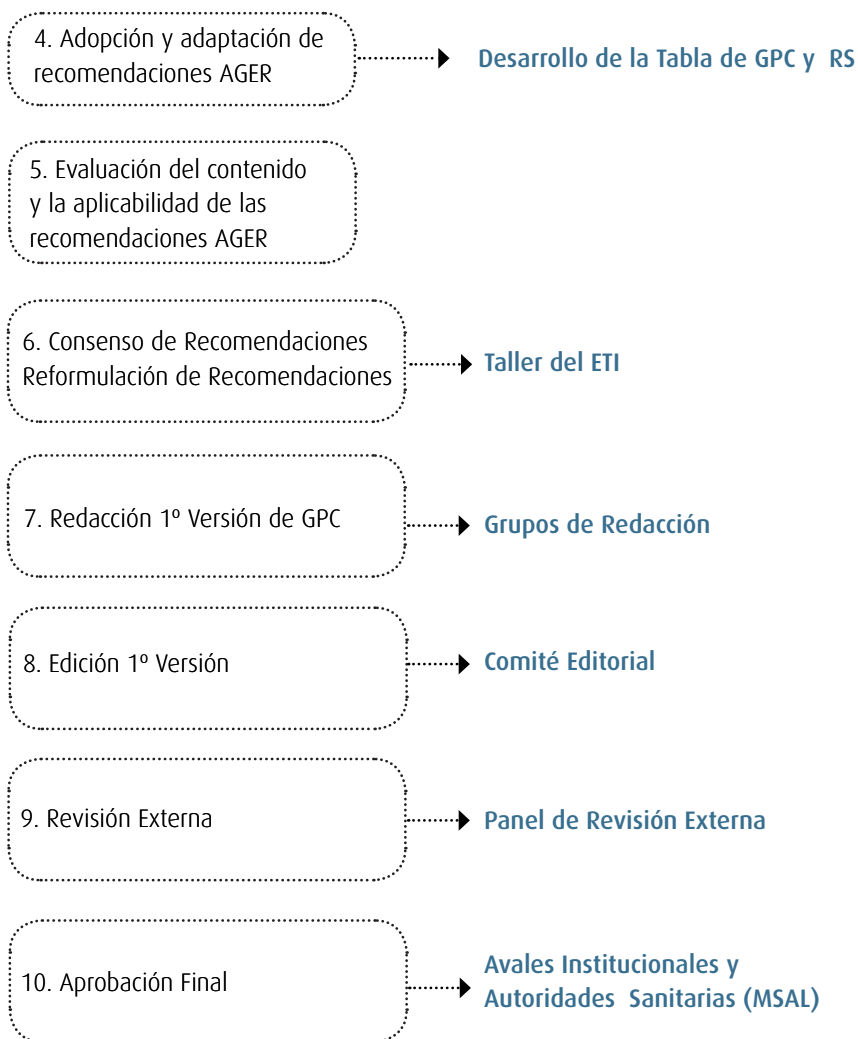 4. Adopción y adaptación de
recomendaciones AGER
Desarrollo de la Tabla de GPC y RS
5. Evaluación del contenido
y la aplicabilidad de las
recomendaciones AGER
6. Consenso de Recomendaciones
Reformulación de Recomendaciones
Taller del ETI
7. Redacción 1º Versión de GPC
Grupos de Redacción
8. Edición 1º Versión
Comité Editorial
9. Revisión Externa
Panel de Revisión Externa
10. Aprobación Final
Avales Institucionales y
Autoridades Sanitarias (MSAL)